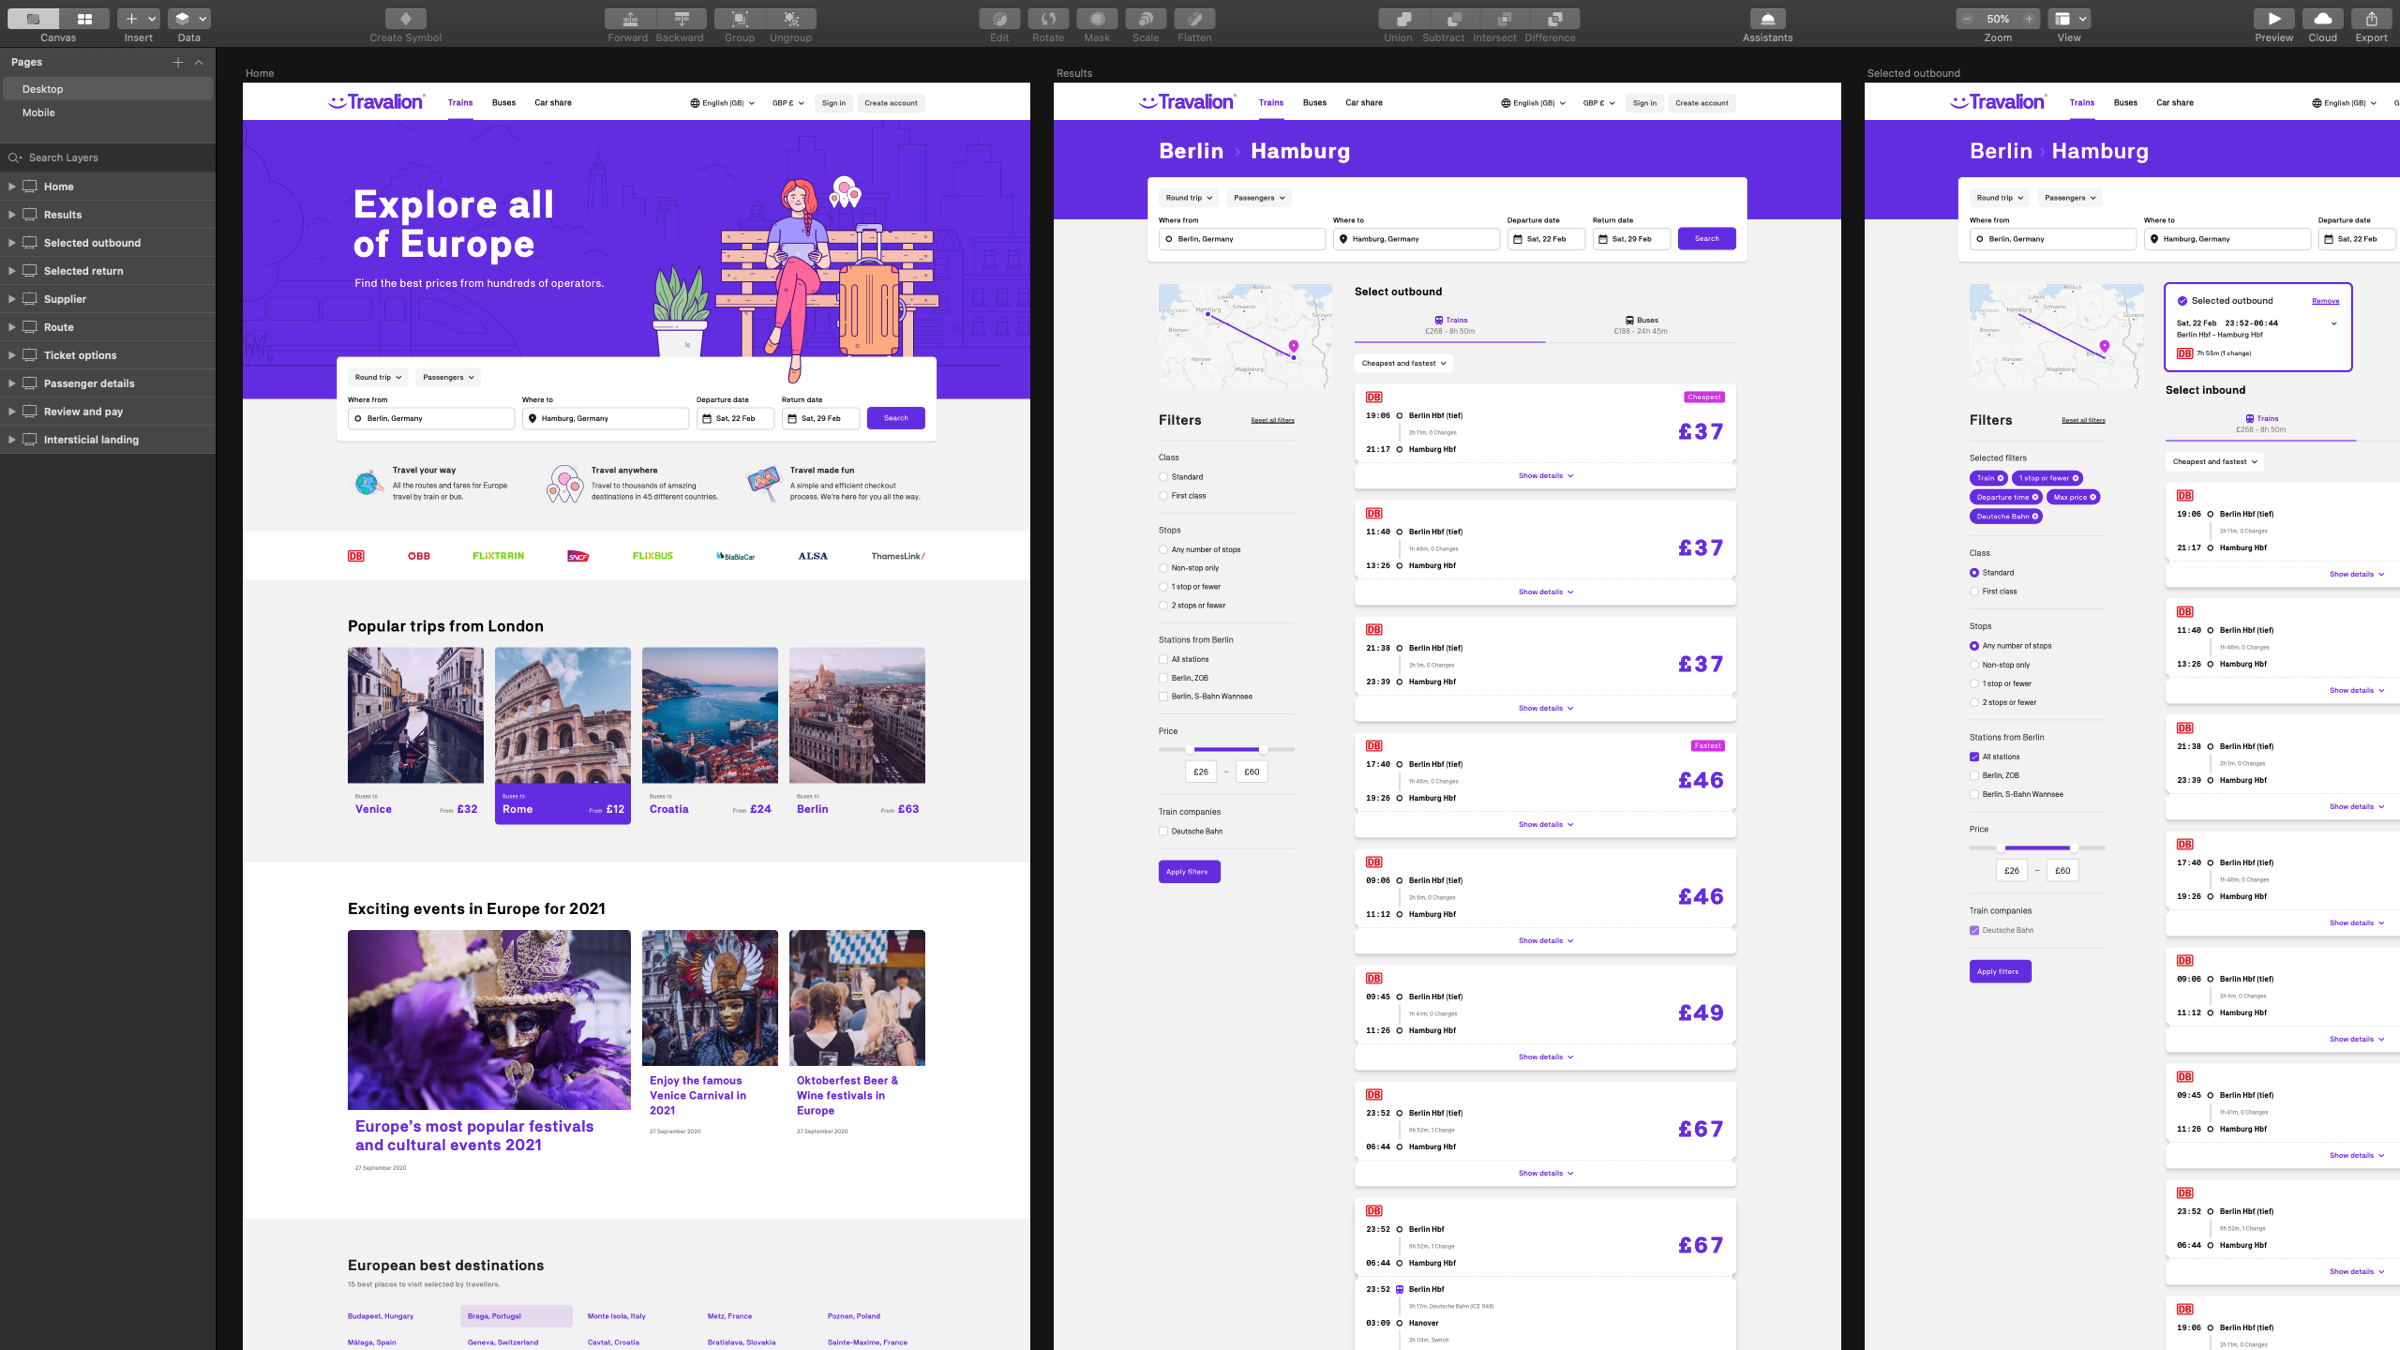 Canvas
Insert
Data
Create Symbol
Forward Backward
Group Ungroup
Edit
Rotate
Mask
Scale
Flatten
Union Subtract Intersect Difference
Assistants
50%
Zoom
View
Preview
Cloud
Export
Pages
Desktop
Mobile
Search Layers
Home
Results
Selected outbound
Selected return
Supplier
Route
Ticket options
Passenger details
Review and pay
Intersticial landing
Home
Travalion
Trains
Buses
Car share
English (GB)
GBP £
Sign in
Create account
Explore all
of Europe
Find the best prices from hundreds of operators.
Round trip
Passengers
Where from
Where to
Departure date
Return date
Berlin, Germany
Hamburg, Germany
Sat, 22 Feb
Sat, 29 Feb
Search
Travel your way
All the routes and fares for Europe
travel by train or bus.
Travel anywhere
Travel to thousands of amazing
destinations in 45 different countries.
Travel made fun
A simple and efficient checkout
process. We're here for you all the way.
DB
ÖBB
FLiXTRAiN
SNCF
FLiXBUS
BlaBlaCar
ALSA
ThamesLink/
Popular trips from London
Buses to
Venice
From £32
Buses to
Rome
From £12
Buses to
Croatia
From £24
Buses to
Berlin
From £63
Exciting events in Europe for 2021
Europe's most popular festivals
and cultural events 2021
27 September 2020
Enjoy the famous
Venice Carnival in
2021
27 September 2020
Oktoberfest Beer &
Wine festivals in
Europe
27 September 2020
European best destinations
15 best places to visit selected by travellers.
Budapest, Hungary
Braga, Portugal
Monte Isola, Italy
Metz, France
Poznan, Poland
Málaga, Spain
Geneva, Switzerland
Cavtat, Croatia
Bratislava, Slovakia
Sainte-Maxime, France
Results
Travalion
Trains
Buses
Car share
English (GB)
GBP £
Sign in
Create account
Berlin
Hamburg
Round trip
Passengers
Where from
Where to
Departure date
Return date
Berlin, Germany
Hamburg, Germany
Sat, 22 Feb
Sat, 29 Feb
Search
Hamburg
Bremen
Schwerin
Hanover
Magdeburg
Filters
Reset all filters
Class
Standard
First class
Stops
Any number of stops
Non-stop only
1 stop or fewer
2 stops or fewer
Stations from Berlin
All stations
Berlin, ZOB
Berlin, S-Bahn Wannsee
Price
£26 – £60
Train companies
Deutsche Bahn
Apply filters
Select outbound
Trains
£268 - 8h 50m
Buses
£188 - 24h 45m
Cheapest and fastest
DB
Cheapest
19:06 Berlin Hbf (tief)
2h 11m, 0 Changes
£37
21:17 Hamburg Hbf
Show details
DB
11:40 Berlin Hbf (tief)
1h 46m, 0 Changes
£37
13:26 Hamburg Hbf
Show details
DB
21:38 Berlin Hbf (tief)
2h 1m, 0 Changes
£37
23:39 Hamburg Hbf
Show details
DB
Fastest
17:40 Berlin Hbf (tief)
1h 46m, 0 Changes
£46
19:26 Hamburg Hbf
Show details
DB
09:06 Berlin Hbf (tief)
2h 6m, 0 Changes
£46
11:12 Hamburg Hbf
Show details
DB
09:45 Berlin Hbf (tief)
1h 41m, 0 Changes
£49
11:26 Hamburg Hbf
Show details
DB
23:52 Berlin Hbf (tief)
6h 52m, 1 Change
£67
06:44 Hamburg Hbf
Show details
DB
23:52 Berlin Hbf
6h 52m, 1 Change
£67
06:44 Hamburg Hbf
23:52 Berlin Hbf
3h 17m, Deutsche Bahn (ICE 948)
03:09 Hanover
2h 03m, Switch
Selected outbound
Travalion
Trains
Buses
Car share
English (GB)
Berlin
Hamburg
Round trip
Passengers
Where from
Where to
Departure date
Berlin, Germany
Hamburg, Germany
Sat, 22 Feb
Hamburg
Bremen
Schwerin
Hanover
Magdeburg
Filters
Reset all filters
Selected filters
Train
1 stop or fewer
Departure time
Max price
Deutsche Bahn
Class
Standard
First class
Stops
Any number of stops
Non-stop only
1 stop or fewer
2 stops or fewer
Stations from Berlin
All stations
Berlin, ZOB
Berlin, S-Bahn Wannsee
Price
£26 – £60
Train companies
Deutsche Bahn
Apply filters
Selected outbound
Remove
Sat, 22 Feb 23:52-06:44
Berlin Hbf - Hamburg Hbf
DB 7h 55m (1 change)
Select inbound
Trains
£268 - 8h 50m
Cheapest and fastest
DB
19:06 Berlin Hbf (tief)
2h 11m, 0 Changes
21:17 Hamburg Hbf
Show details
DB
11:40 Berlin Hbf (tief)
1h 46m, 0 Changes
13:26 Hamburg Hbf
Show details
DB
21:38 Berlin Hbf (tief)
2h 1m, 0 Changes
23:39 Hamburg Hbf
Show details
DB
17:40 Berlin Hbf (tief)
1h 46m, 0 Changes
19:26 Hamburg Hbf
Show details
DB
09:06 Berlin Hbf (tief)
2h 6m, 0 Changes
11:12 Hamburg Hbf
Show details
DB
09:45 Berlin Hbf (tief)
1h 41m, 0 Changes
11:26 Hamburg Hbf
Show details
DB
23:52 Berlin Hbf (tief)
6h 52m, 1 Change
06:44 Hamburg Hbf
Show details
DB
19:06 Berlin Hbf (tief)
2h 11m, 0 Changes